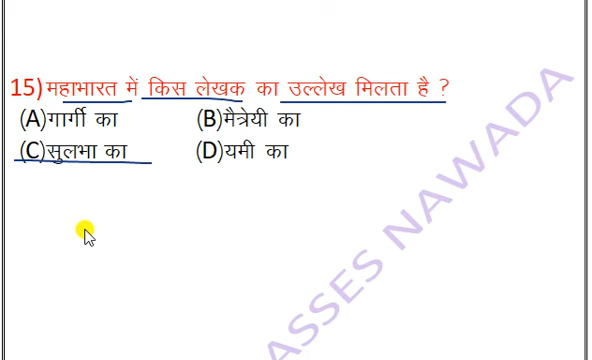 15) महाभारत में किस लेखक का उल्लेख मिलता है ?
(A)गार्गी का (B)मैत्रेयी का
(C)सुलभा का (D)यमी का
ASSES NAWADA